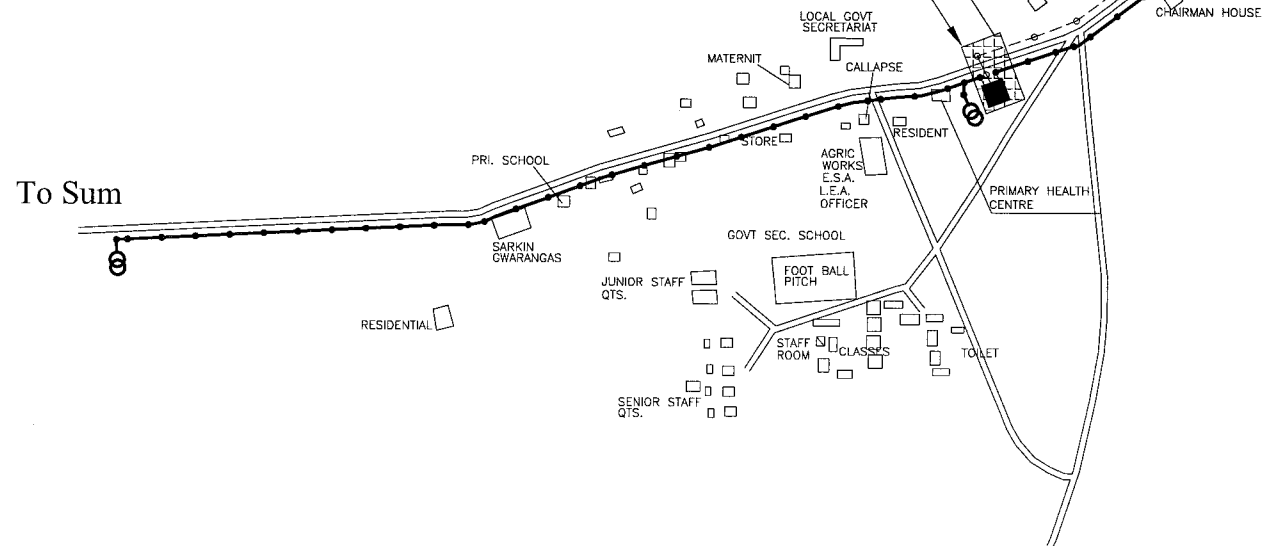 CHAIRMAN HOUSE
LOCAL GOVT
SECRETARIAT
MATERNIT
CALLAPSE
STORE
RESIDENT
PRI. SCHOOL
AGRIC
WORKS
E.S.A.
L.E.A.
OFFICER
To Sum
PRIMARY HEALTH
CENTRE
SARKIN
GWARANGAS
GOVT SEC. SCHOOL
FOOT BALL
PITCH
JUNIOR STAFF
QTS.
RESIDENTIAL
STAFF
ROOM
CLASSES
TOILET
SENIOR STAFF
QTS.